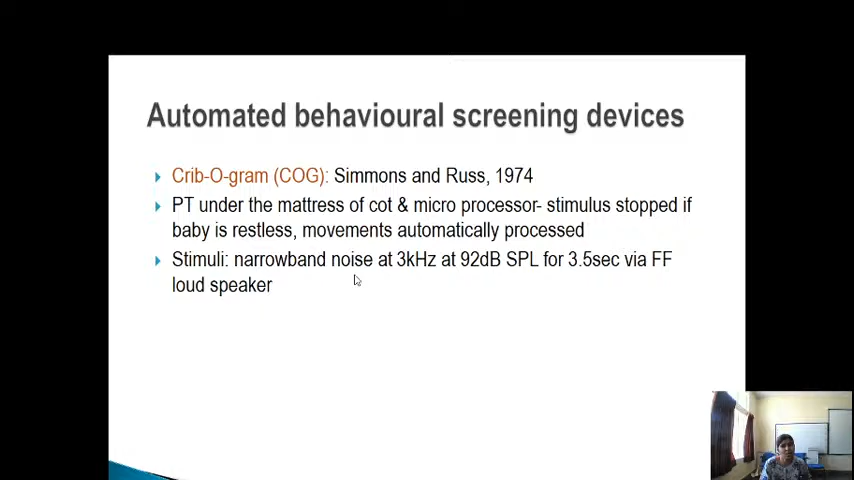 Automated behavioural screening devices
Crib-O-gram (COG): Simmons and Russ, 1974
PT under the mattress of cot & micro processor- stimulus stopped if
baby is restless, movements automatically processed
Stimuli: narrowband noise at 3kHz at 92dB SPL for 3.5sec via FF
loud speaker